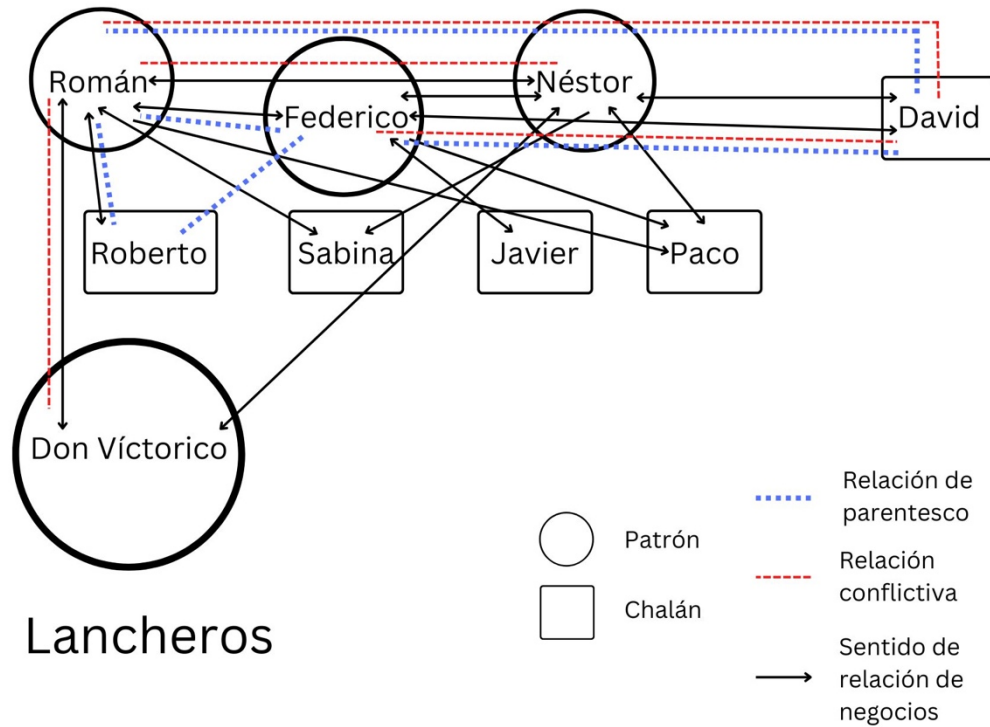 Román
Federico
Néstor
David
Roberto
Sabina
Javier
Paco
Don Víctorico
Lancheros
Patrón
Chalán
Relación de
parentesco
Relación
conflictiva
Sentido de
relación de
negocios